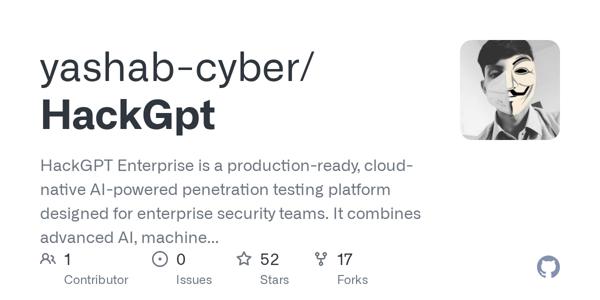 yashab-cyber/
HackGpt
HackGPT Enterprise is a production-ready, cloud-
native AI-powered penetration testing platform
designed for enterprise security teams. It combines
advanced AI, machine...
1
Contributor
0
Issues
52
Stars
17
Forks